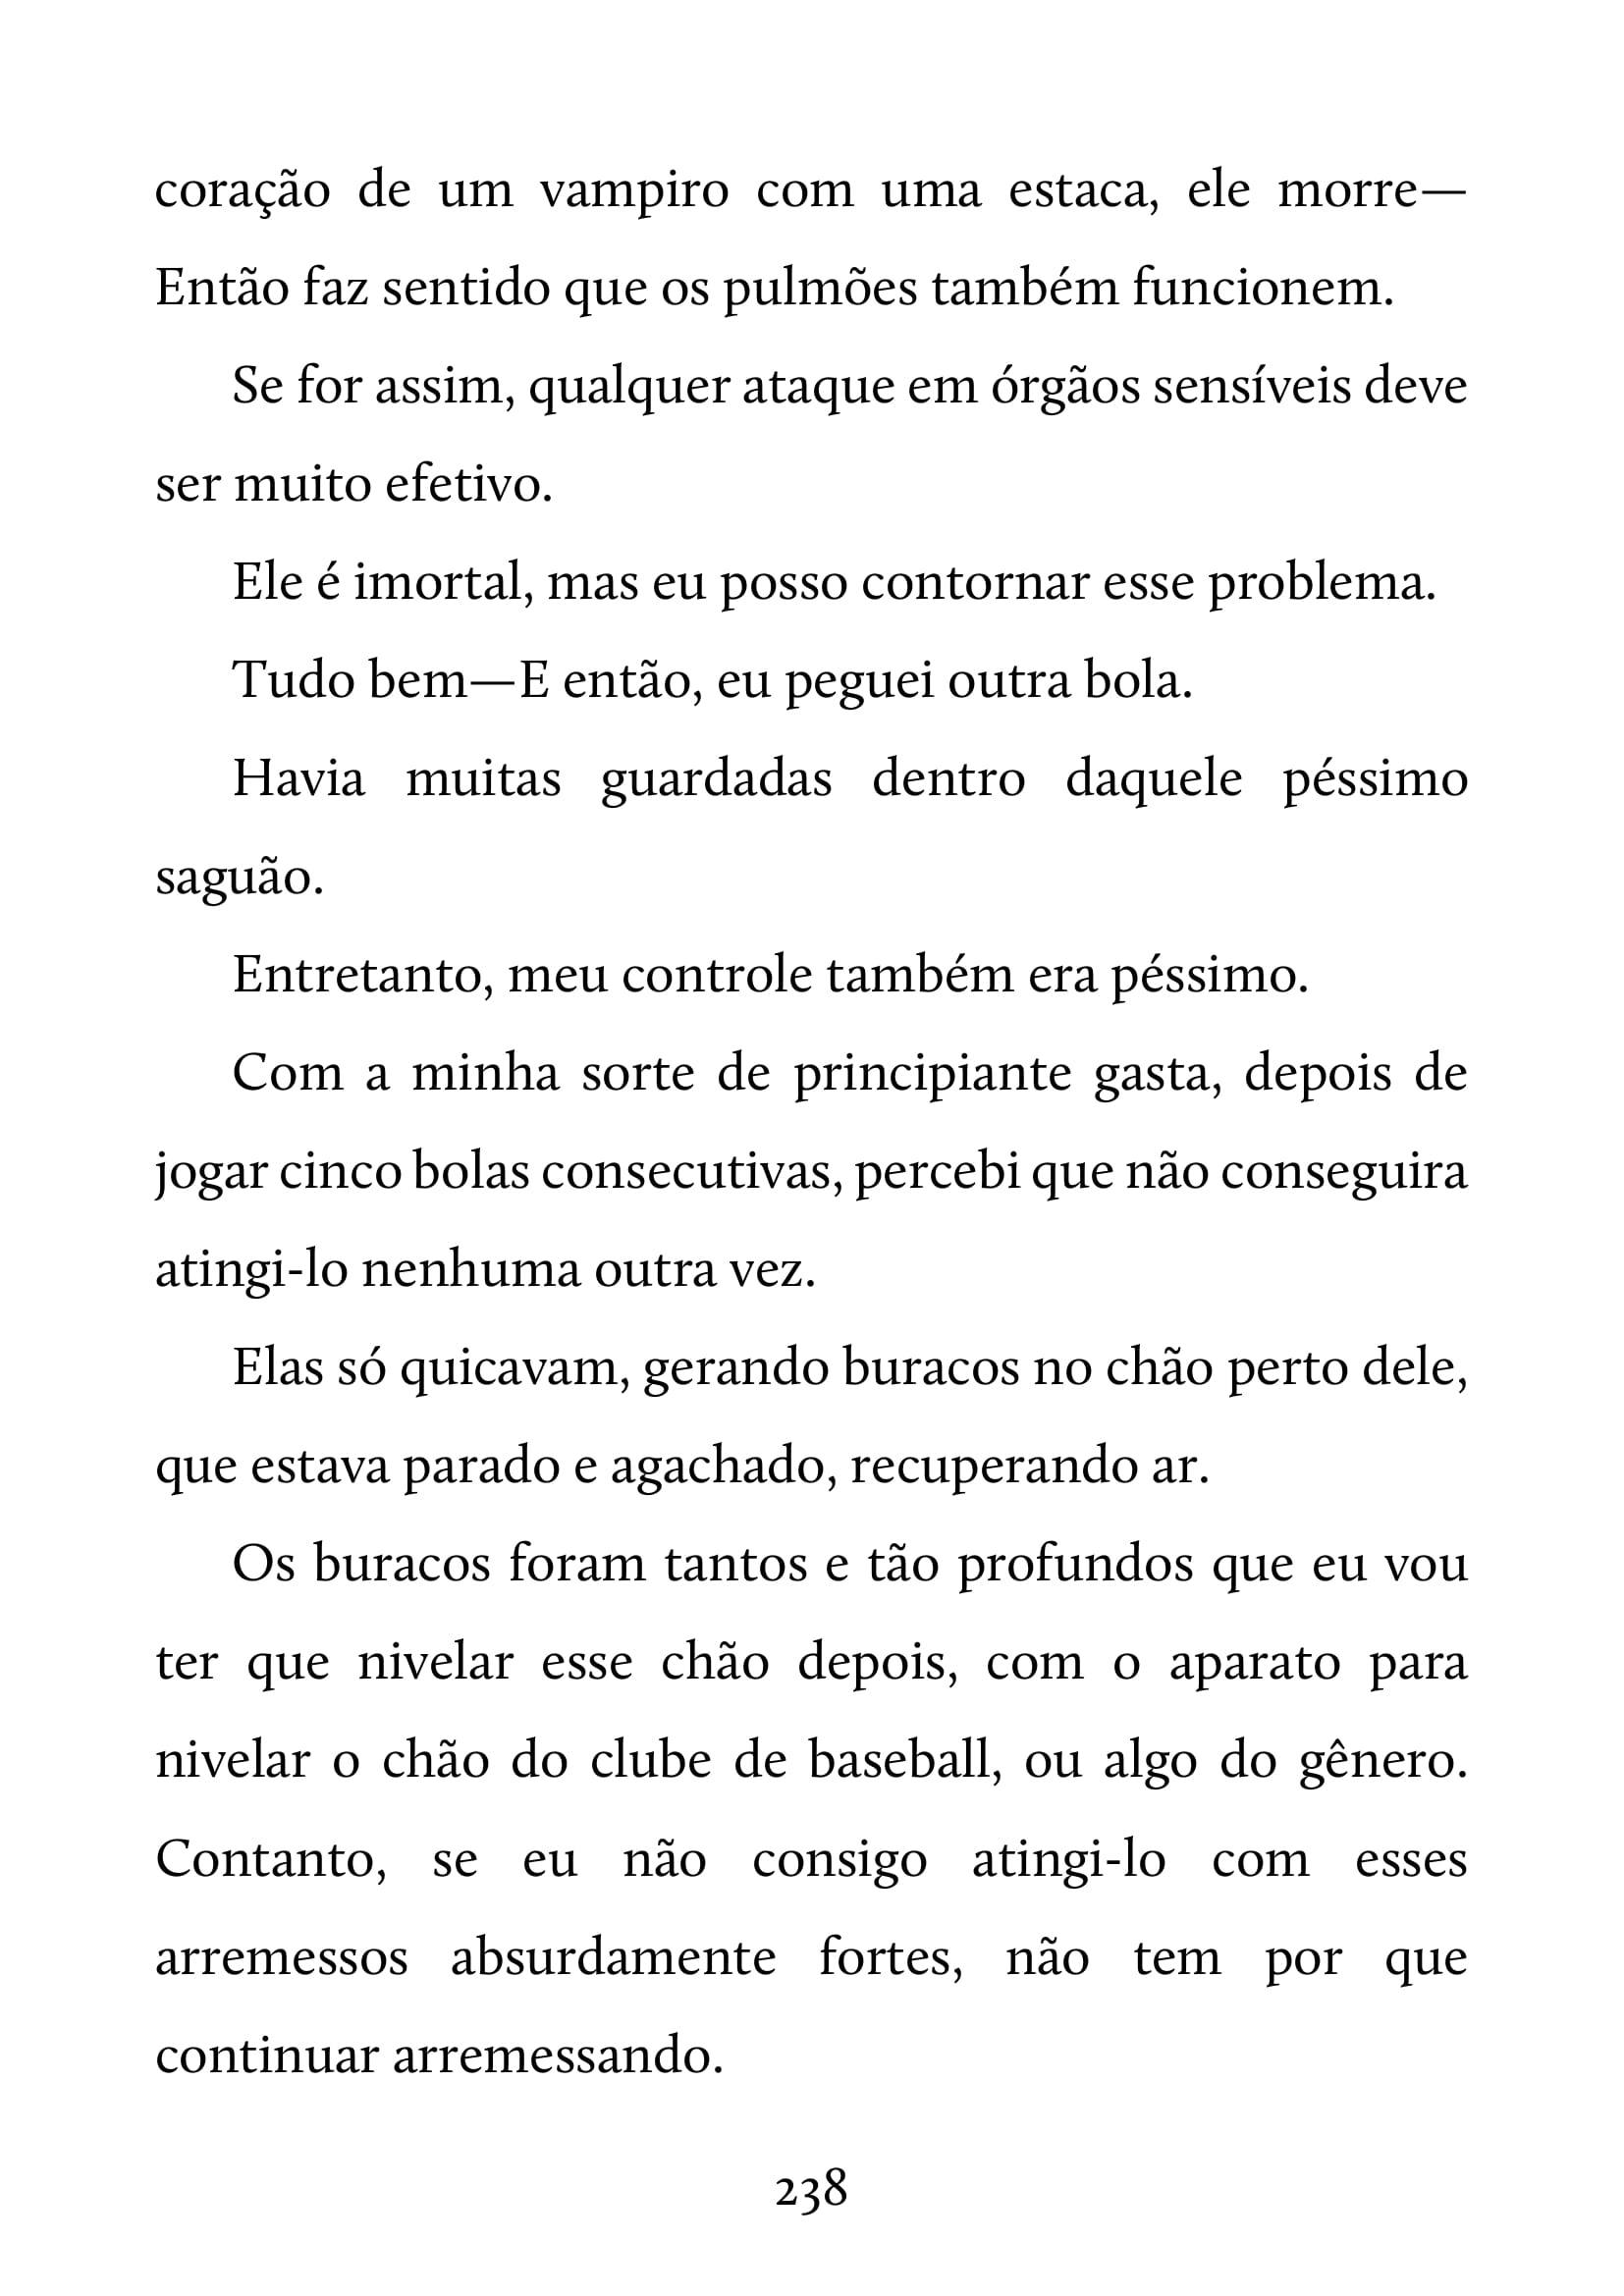 coração de um vampiro com uma estaca, ele morre—
Então faz sentido que os pulmões também funcionem.
Se for assim, qualquer ataque em órgãos sensíveis deve
ser muito efetivo.
Ele é imortal, mas eu posso contornar esse problema.
Tudo bem—E então, eu peguei outra bola.
Havia muitas guardadas dentro daquele péssimo
saguão.
Entretanto, meu controle também era péssimo.
Com a minha sorte de principiante gasta, depois de
jogar cinco bolas consecutivas, percebi que não conseguira
atingi-lo nenhuma outra vez.
Elas só quicavam, gerando buracos no chão perto dele,
que estava parado e agachado, recuperando ar.
Os buracos foram tantos e tão profundos que eu vou
ter que nivelar esse chão depois, com o aparato para
nivelar o chão do clube de baseball, ou algo do gênero.
Contanto, se eu não consigo atingi-lo com esses
arremessos absurdamente fortes, não tem por que
continuar arremessando.
238